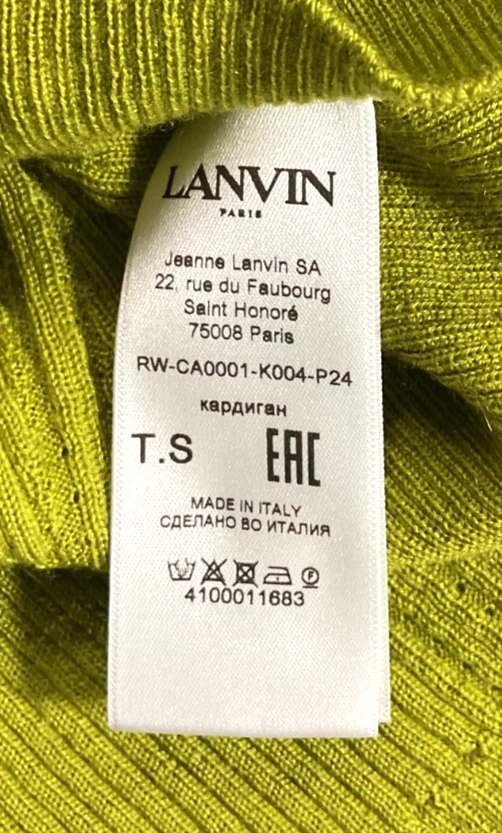 LANVIN
PARIS
Jeanne Lanvin SA
22, rue du Faubourg
Saint Honoré
75008 Paris
RW-CA0001-K004-P24
кардиган
T.S EAC
MADE IN ITALY
СДЕЛАНО ВО ИТАЛИЯ
4100011683